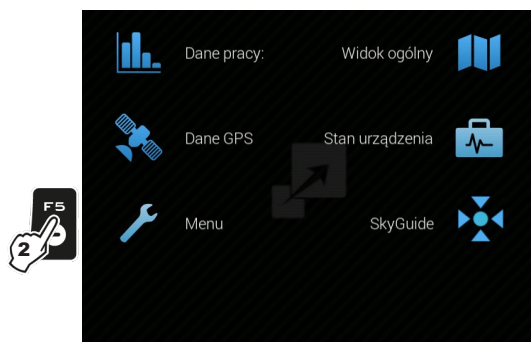 Dane pracy:
Widok ogólny
Dane GPS
Stan urządzenia
F5
2
Menu
SkyGuide